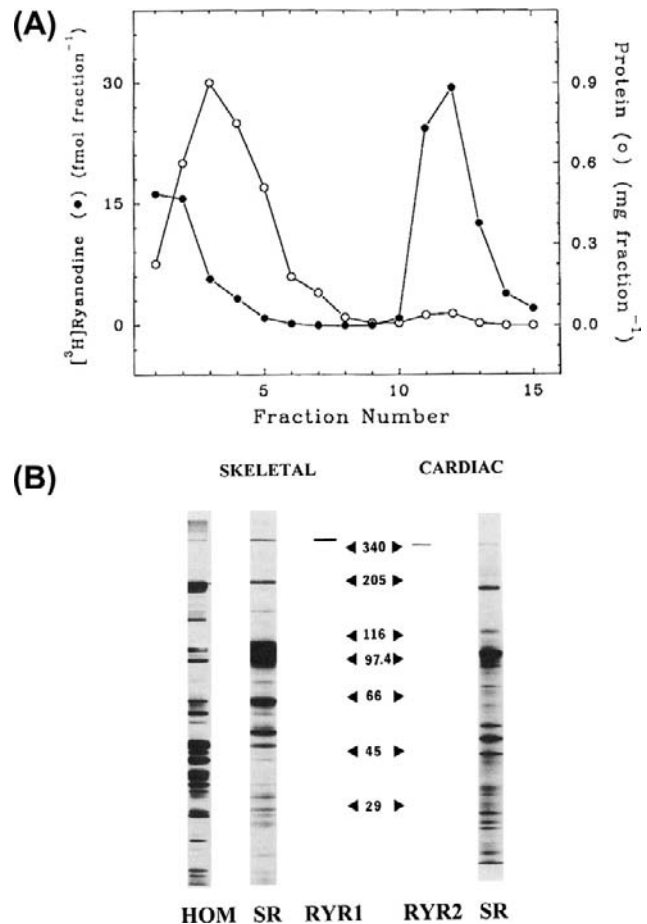 (A)
[³H]Ryanodine (●) (fmol fraction⁻¹)
30
15
0
0.9
0.6
0.3
0.0
Protein (○) (mg fraction⁻¹)
5 10 15
Fraction Number
(B)
SKELETAL CARDIAC
◄ 340 ►
◄ 205 ►
◄ 116 ►
◄ 97.4 ►
◄ 66 ►
◄ 45 ►
◄ 29 ►
HOM SR RYR1 RYR2 SR